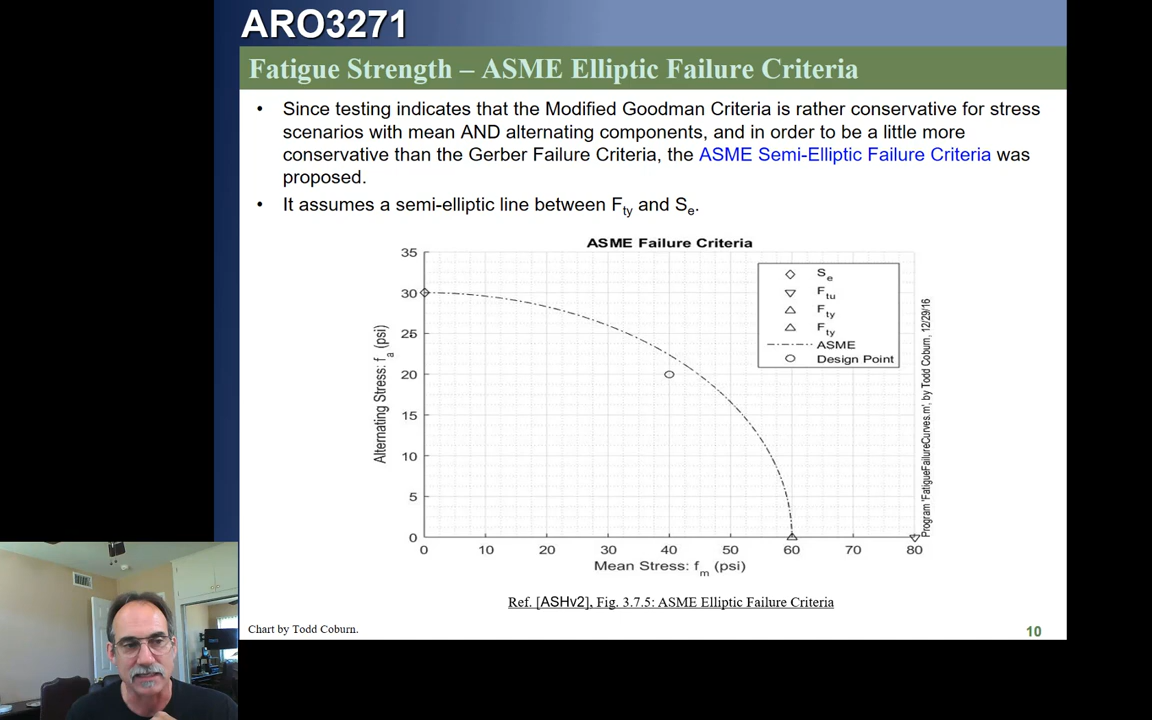 ARO3271
Fatigue Strength – ASME Elliptic Failure Criteria
• Since testing indicates that the Modified Goodman Criteria is rather conservative for stress
scenarios with mean AND alternating components, and in order to be a little more
conservative than the Gerber Failure Criteria, the ASME Semi-Elliptic Failure Criteria was
proposed.
• It assumes a semi-elliptic line between Fty and Se.
ASME Failure Criteria
35
30
25
20
15
10
5
0
Alternating Stress: fa (psi)
Se
Ftu
Fty
Fty
ASME
Design Point
Program 'FatigueFailureCurves.m', by Todd Coburn, 12/29/16
0 10 20 30 40 50 60 70 80
Mean Stress: fm (psi)
Ref. [ASHv2], Fig. 3.7.5: ASME Elliptic Failure Criteria
Chart by Todd Coburn.
10